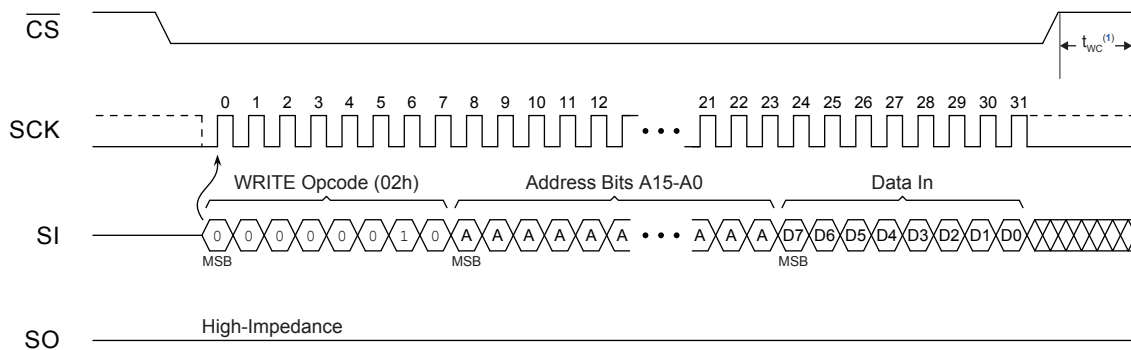 CS
t_WC(1)
0 1 2 3 4 5 6 7 8 9 10 11 12 21 22 23 24 25 26 27 28 29 30 31
SCK
WRITE Opcode (02h) Address Bits A15-A0 Data In
SI 0 0 0 0 0 0 1 0 A A A A A A A A A D7 D6 D5 D4 D3 D2 D1 D0
MSB MSB MSB
High-Impedance
SO